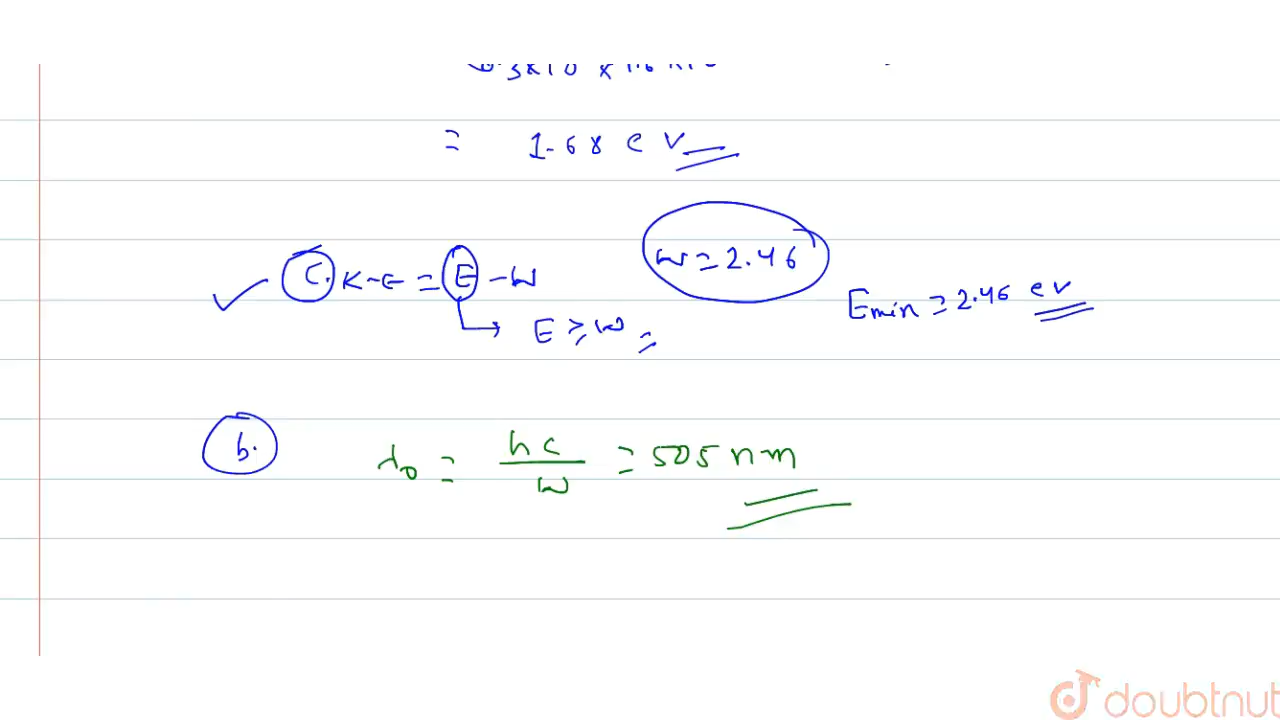 = 1.68 eV
W = 2.46
C. K-E = E - W
Emin = 2.46 eV
E ≥ W
b. λ₀ = hc / W = 505 nm
doubtnut